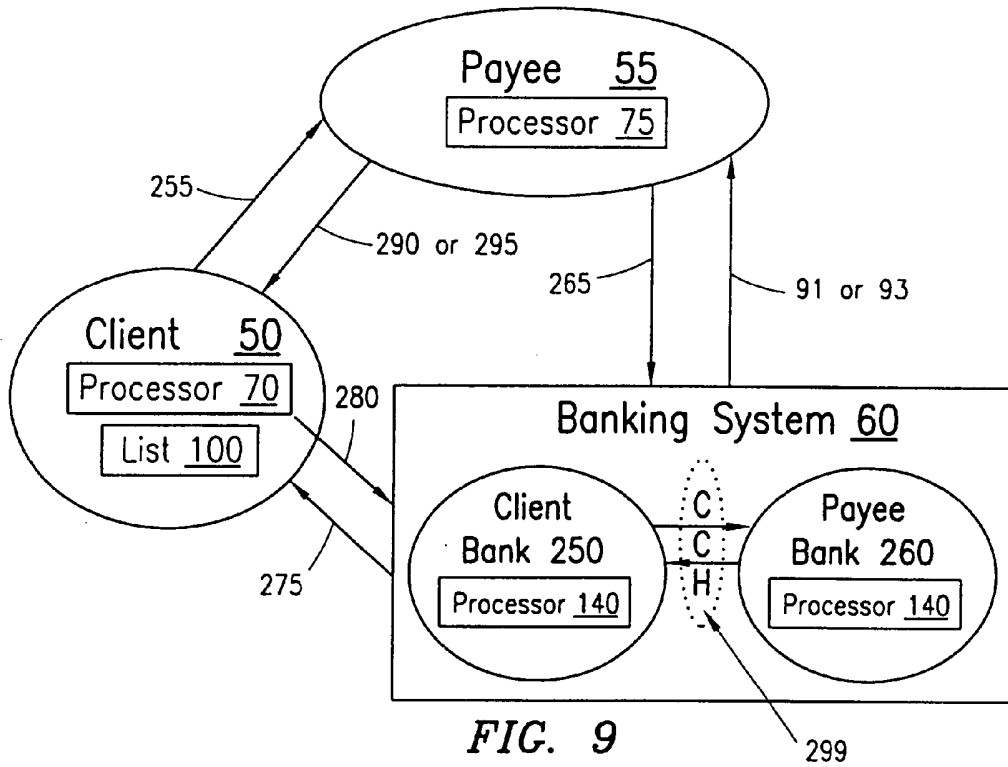 Payee 55
Processor 75
255
290 or 295
265
91 or 93
Client 50
Processor 70
List 100
280
275
Banking System 60
Client
Bank 250
Processor 140
C
C
H
Payee
Bank 260
Processor 140
299
FIG. 9